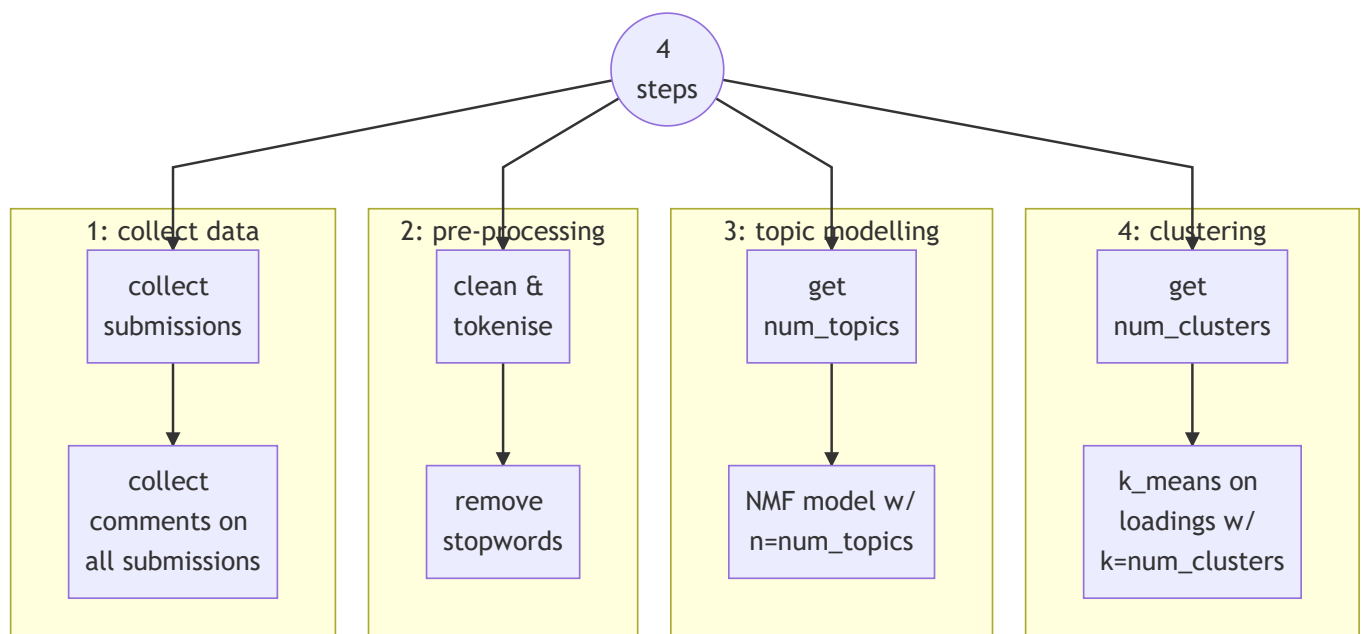 4
steps
1: collect data
2: pre-processing
3: topic modelling
4: clustering
collect
submissions
clean &
tokenise
get
num_topics
get
num_clusters
collect
comments on
all submissions
remove
stopwords
NMF model w/
n=num_topics
k_means on
loadings w/
k=num_clusters